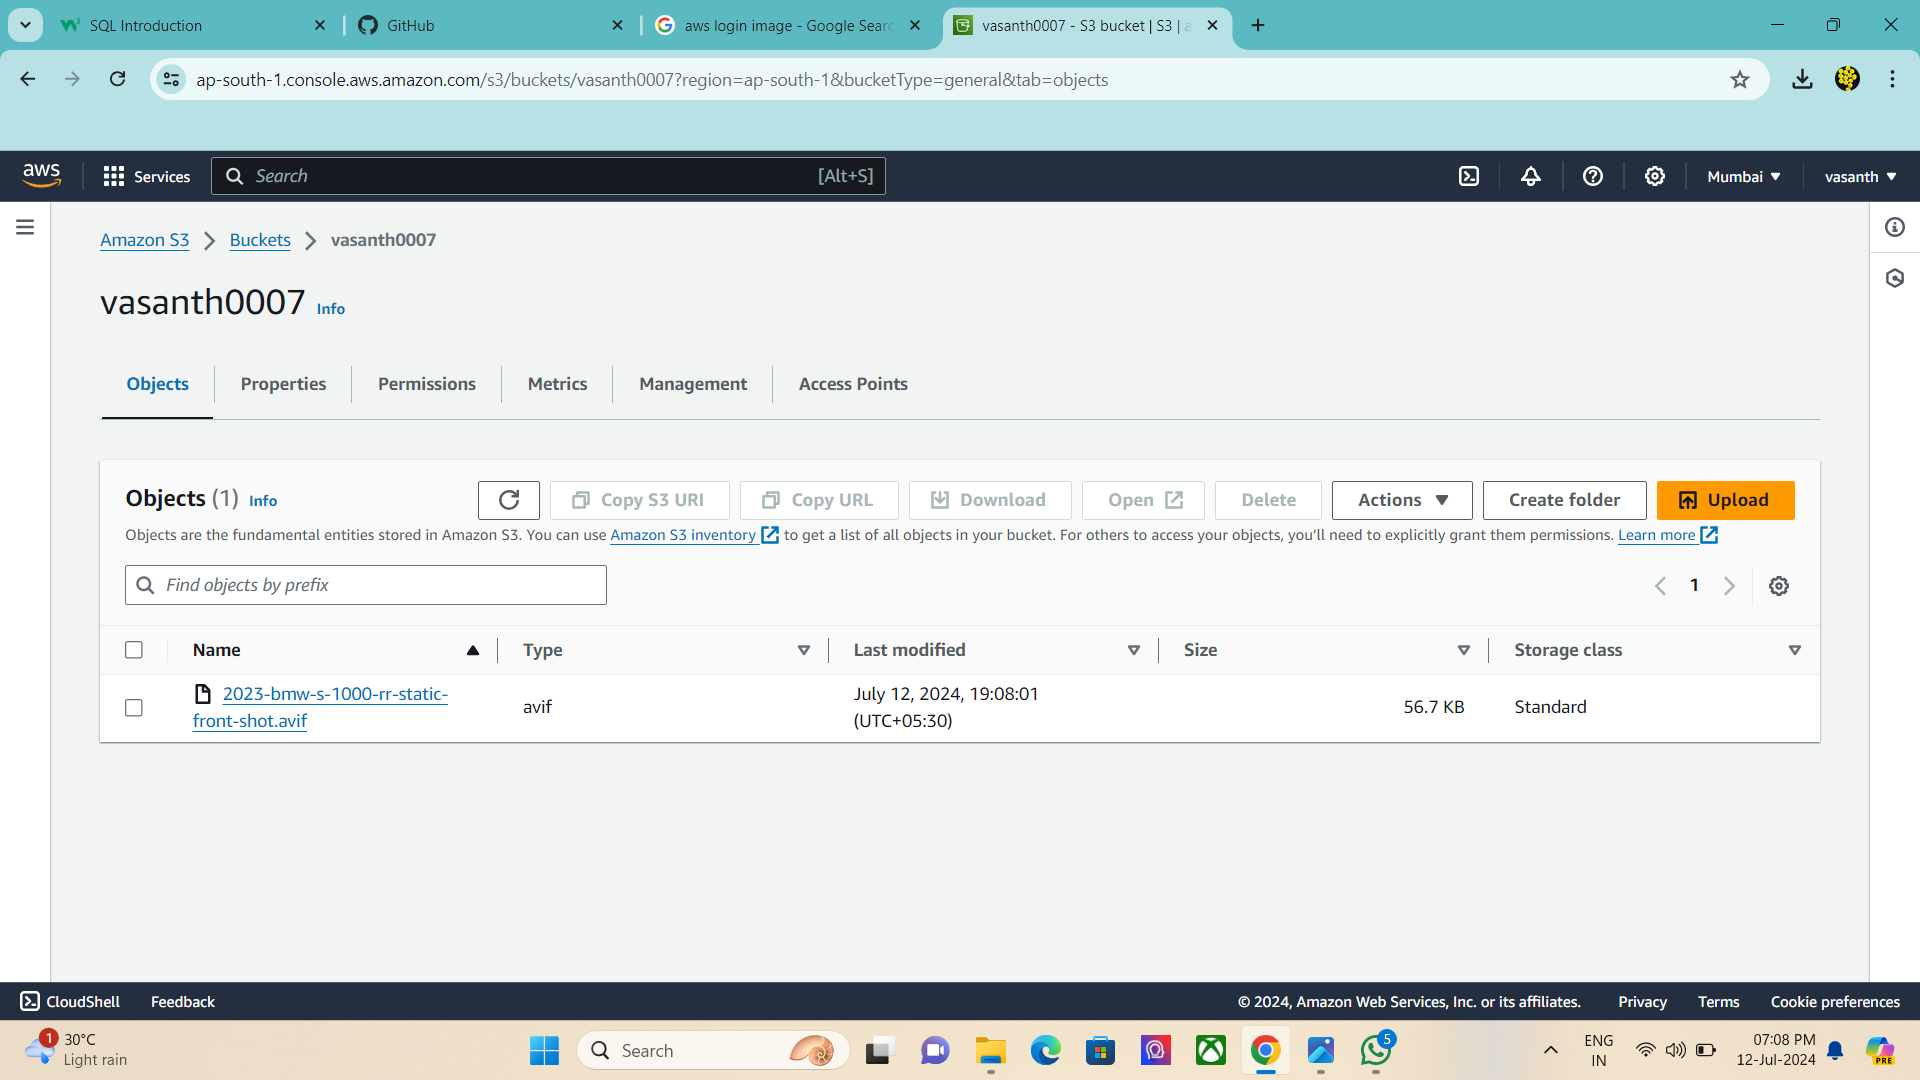 SQL Introduction
GitHub
aws login image - Google Searc
vasanth0007 - S3 bucket | S3 | a
ap-south-1.console.aws.amazon.com/s3/buckets/vasanth0007?region=ap-south-1&bucketType=general&tab=objects
aws Services Search [Alt+S] Mumbai vasanth
Amazon S3 > Buckets > vasanth0007
vasanth0007 Info
Objects Properties Permissions Metrics Management Access Points
Objects (1) Info Copy S3 URI Copy URL Download Open Delete Actions Create folder Upload
Objects are the fundamental entities stored in Amazon S3. You can use Amazon S3 inventory to get a list of all objects in your bucket. For others to access your objects, you’ll need to explicitly grant them permissions. Learn more
Find objects by prefix 1
Name Type Last modified Size Storage class
2023-bmw-s-1000-rr-static-
front-shot.avif
avif
July 12, 2024, 19:08:01
(UTC+05:30)
56.7 KB
Standard
CloudShell Feedback © 2024, Amazon Web Services, Inc. or its affiliates. Privacy Terms Cookie preferences
1
30°C
Light rain
Search
5
ENG
IN
07:08 PM
12-Jul-2024
PRE